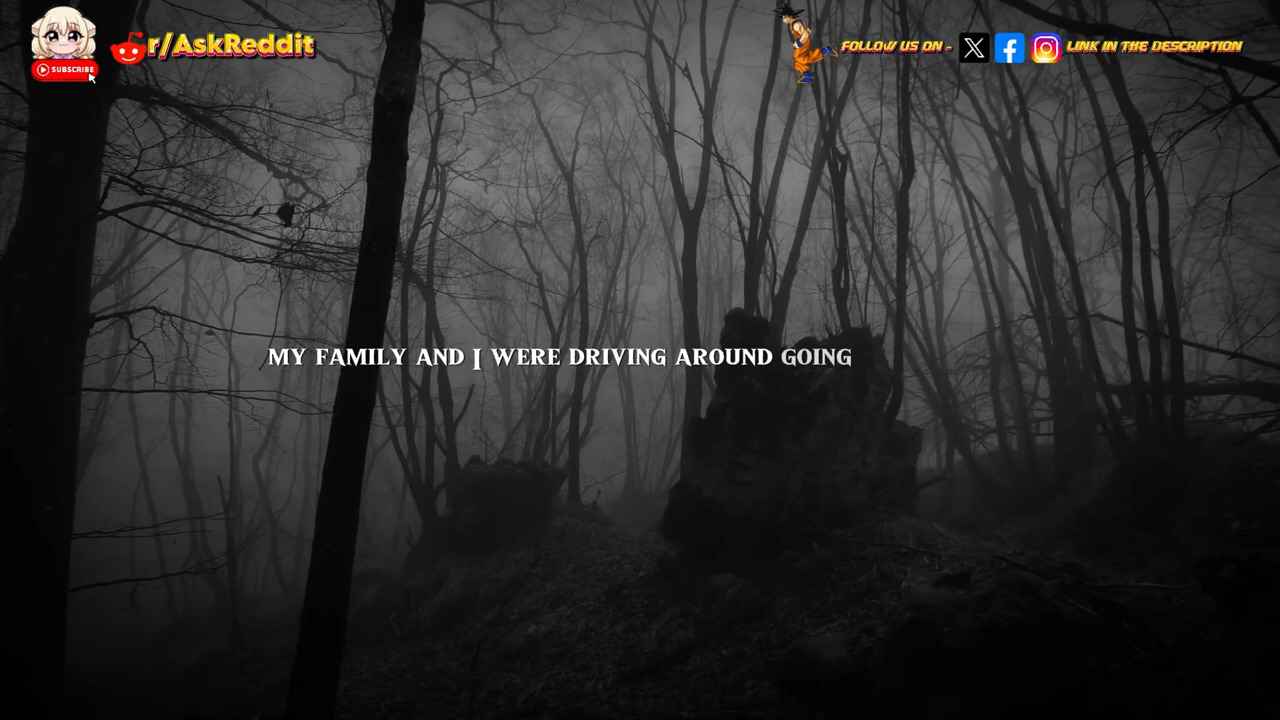 r/AskReddit
SUBSCRIBE
FOLLOW US ON -
LINK IN THE DESCRIPTION
MY FAMILY AND I WERE DRIVING AROUND GOING